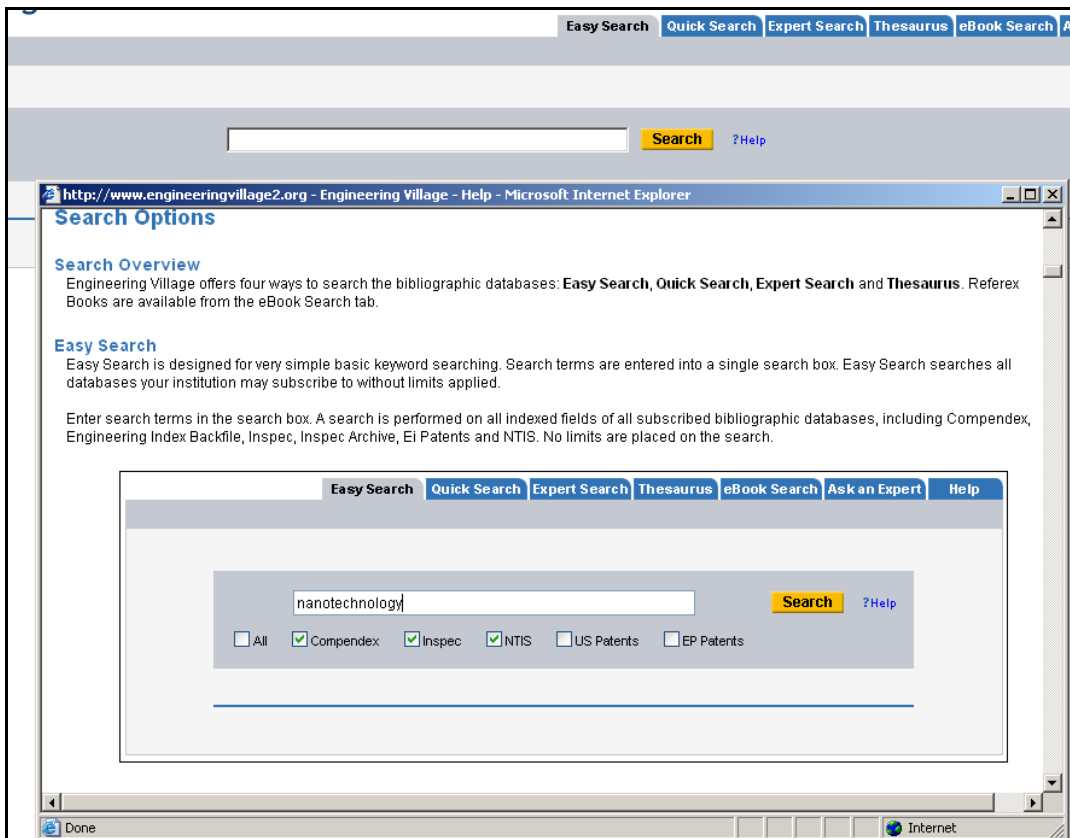 Easy Search Quick Search Expert Search Thesaurus eBook Search
Search ?Help
http://www.engineeringvillage2.org - Engineering Village - Help - Microsoft Internet Explorer
Search Options
Search Overview
Engineering Village offers four ways to search the bibliographic databases: Easy Search, Quick Search, Expert Search and Thesaurus. Referex
Books are available from the eBook Search tab.
Easy Search
Easy Search is designed for very simple basic keyword searching. Search terms are entered into a single search box. Easy Search searches all
databases your institution may subscribe to without limits applied.
Enter search terms in the search box. A search is performed on all indexed fields of all subscribed bibliographic databases, including Compendex,
Engineering Index Backfile, Inspec, Inspec Archive, Ei Patents and NTIS. No limits are placed on the search.
Easy Search Quick Search Expert Search Thesaurus eBook Search Ask an Expert Help
nanotechnology Search ?Help
All Compendex Inspec NTIS US Patents EP Patents
Done Internet